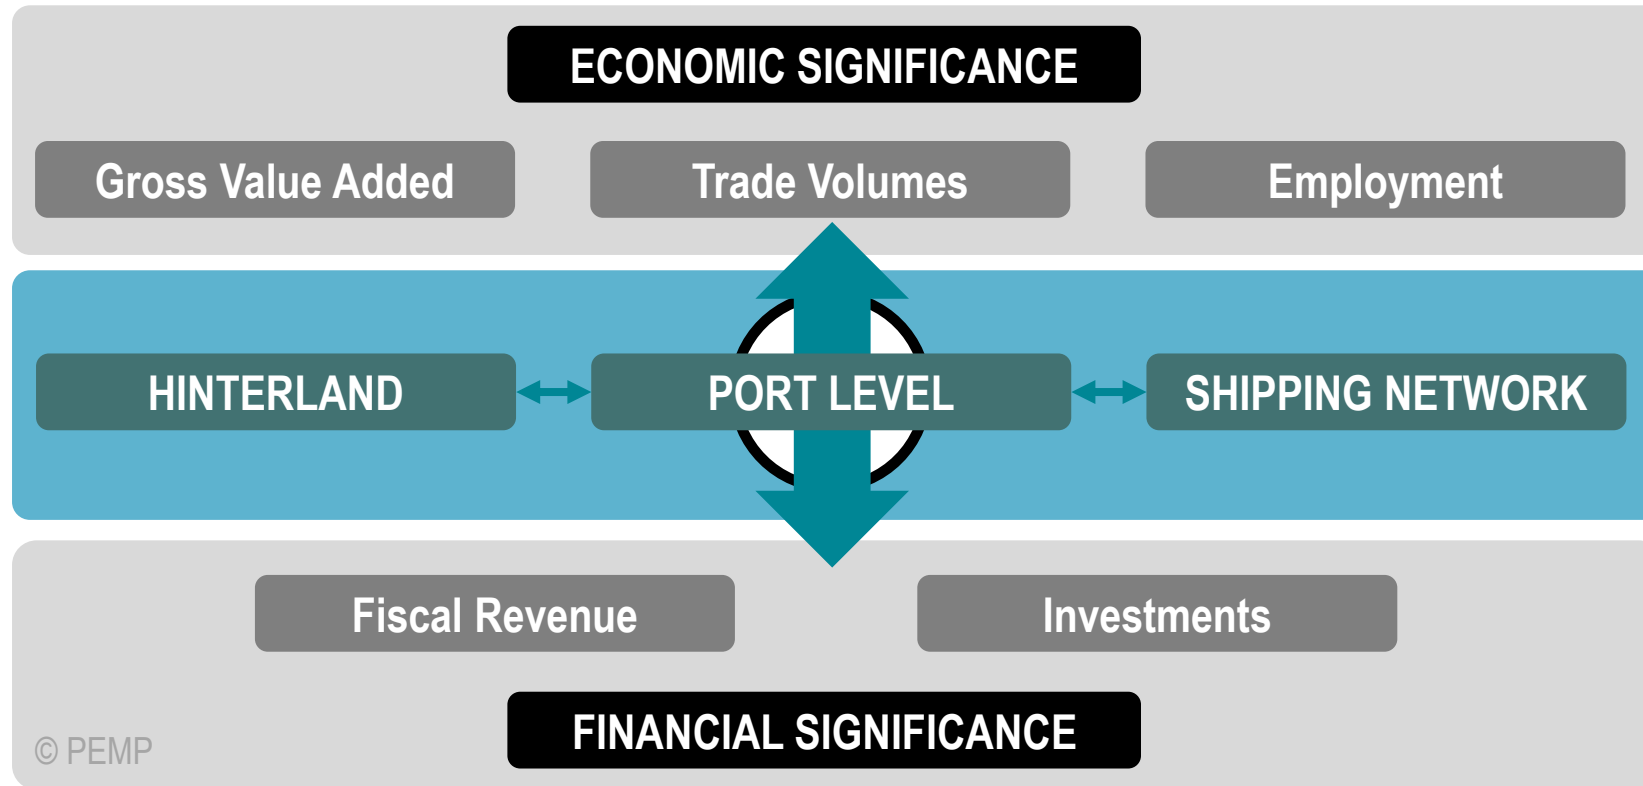 ECONOMIC SIGNIFICANCE
Gross Value Added
Trade Volumes
Employment
HINTERLAND
PORT LEVEL
SHIPPING NETWORK
Fiscal Revenue
Investments
FINANCIAL SIGNIFICANCE
© PEMP